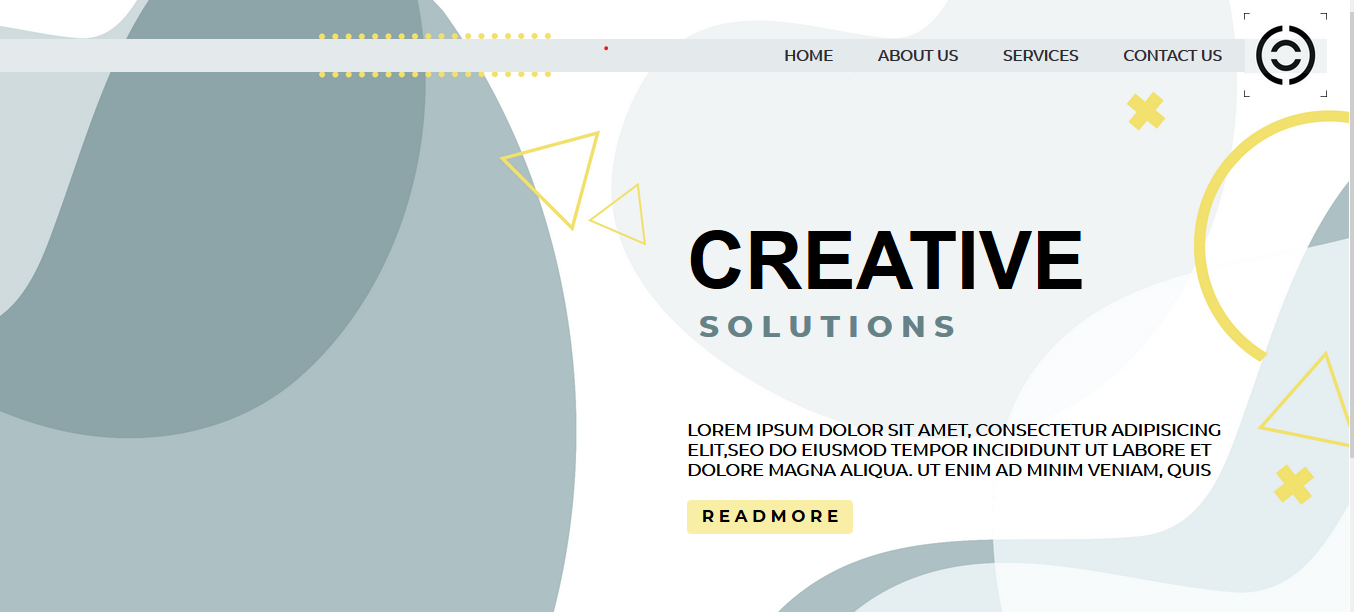 HOME ABOUT US SERVICES CONTACT US
CREATIVE
SOLUTIONS
LOREM IPSUM DOLOR SIT AMET, CONSECTETUR ADIPISICING
ELIT,SEO DO EIUSMOD TEMPOR INCIDIDUNT UT LABORE ET
DOLORE MAGNA ALIQUA. UT ENIM AD MINIM VENIAM, QUIS
READMORE